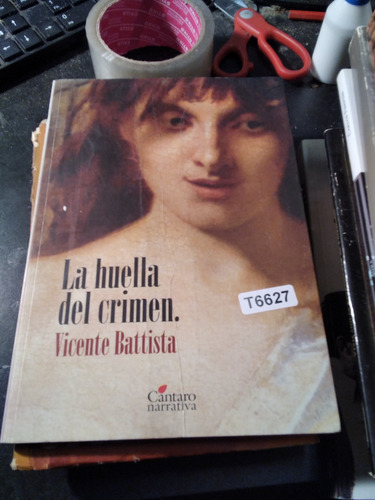 La huella
del crimen.
Vicente Battista
T6627
Cántaro
narrativa